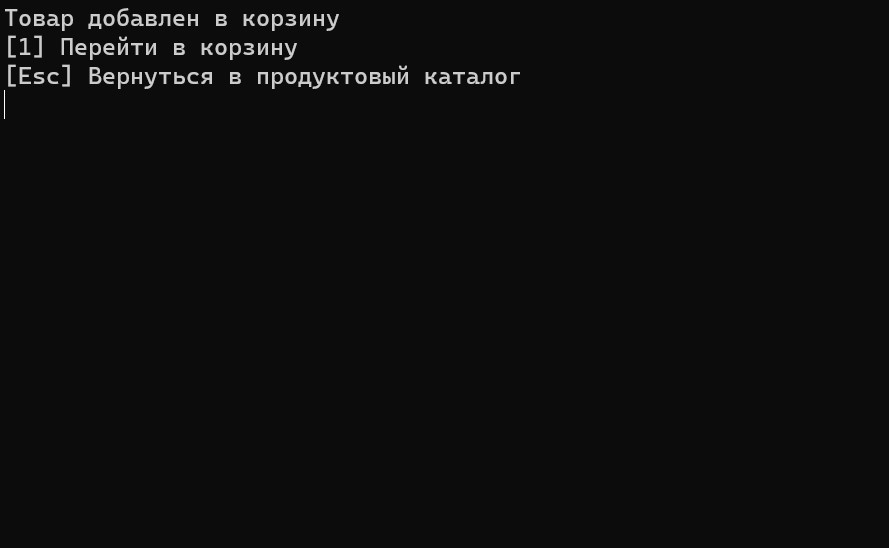 Товар добавлен в корзину
[1] Перейти в корзину
[Esc] Вернуться в продуктовый каталог